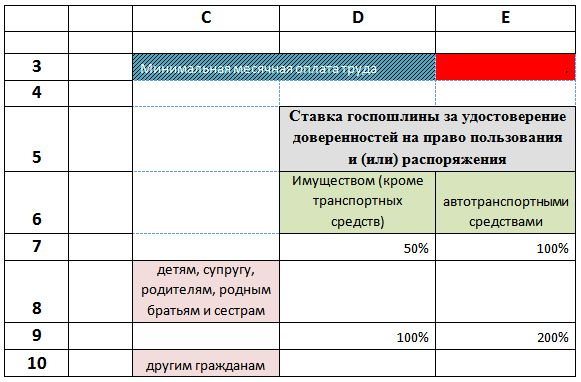 C D E
3 Минимальная месячная оплата труда
4
5 Ставка госпошлины за удостоверение
доверенностей на право пользования
и (или) распоряжения
6 Имуществом (кроме
транспортных
средств) автотранспортными
средствами
7 50% 100%
8 детям, супругу,
родителям, родным
братьям и сестрам
9 100% 200%
10 другим гражданам